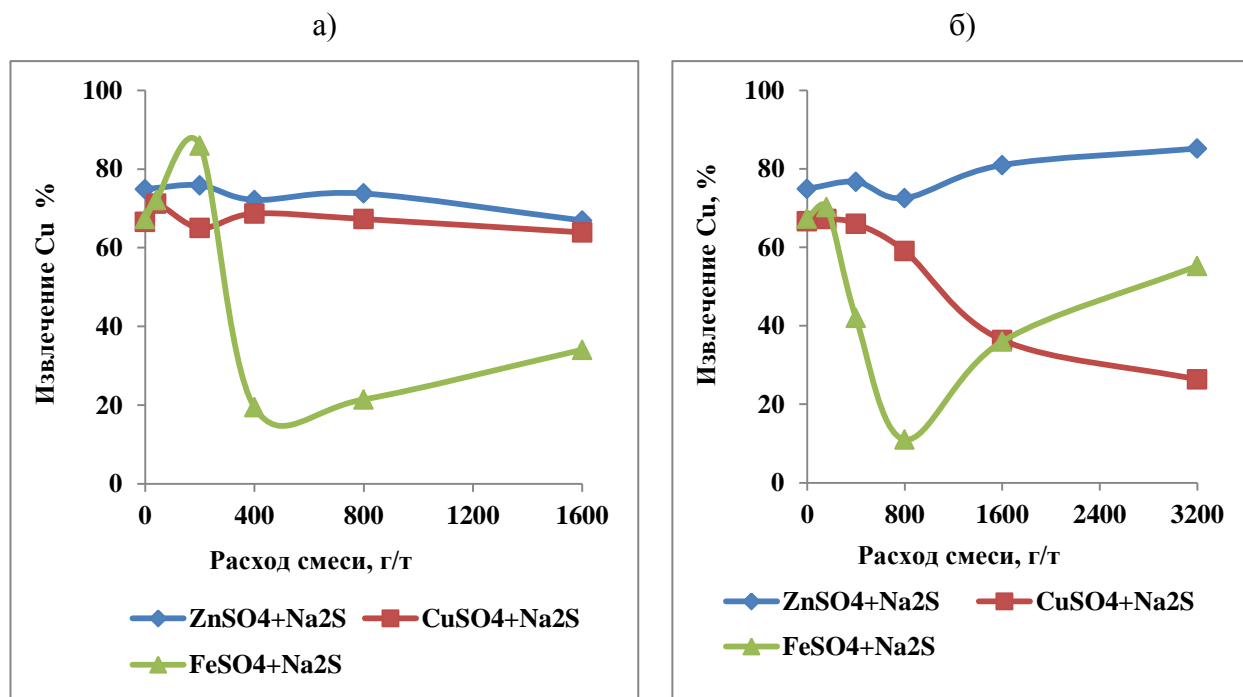 а)
б)
100
80
60
40
20
0
Извлечение Cu %
0 400 800 1200 1600
Расход смеси, г/т
ZnSO4+Na2S CuSO4+Na2S
FeSO4+Na2S
100
80
60
40
20
0
Извлечение Cu, %
0 800 1600 2400 3200
Расход смеси, г/т
ZnSO4+Na2S CuSO4+Na2S
FeSO4+Na2S